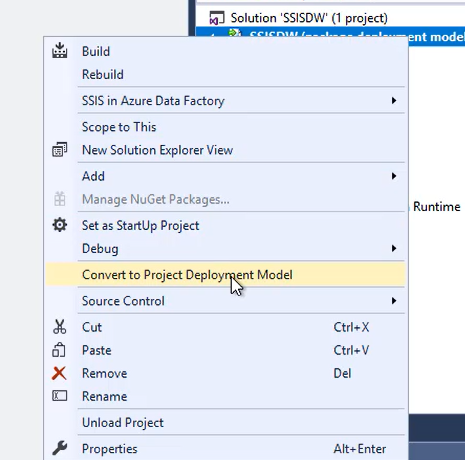 Solution 'SSISDW' (1 project)
SSISDW (package deployment model
Build
Rebuild
SSIS in Azure Data Factory
Scope to This
New Solution Explorer View
Add
Manage NuGet Packages...
Runtime
Set as StartUp Project
Debug
Convert to Project Deployment Model
Source Control
Cut Ctrl+X
Paste Ctrl+V
Remove Del
Rename
Unload Project
Properties Alt+Enter